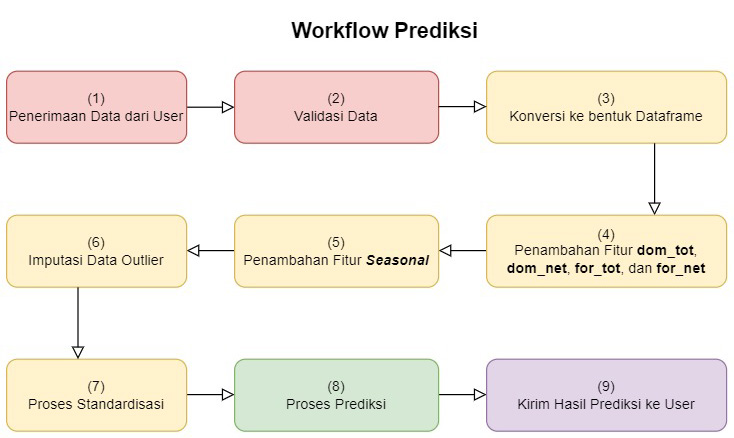 Workflow Prediksi
(1)
Penerimaan Data dari User
(2)
Validasi Data
(3)
Konversi ke bentuk Dataframe
(4)
Penambahan Fitur dom_tot,
dom_net, for_tot, dan for_net
(5)
Penambahan Fitur Seasonal
(6)
Imputasi Data Outlier
(7)
Proses Standardisasi
(8)
Proses Prediksi
(9)
Kirim Hasil Prediksi ke User